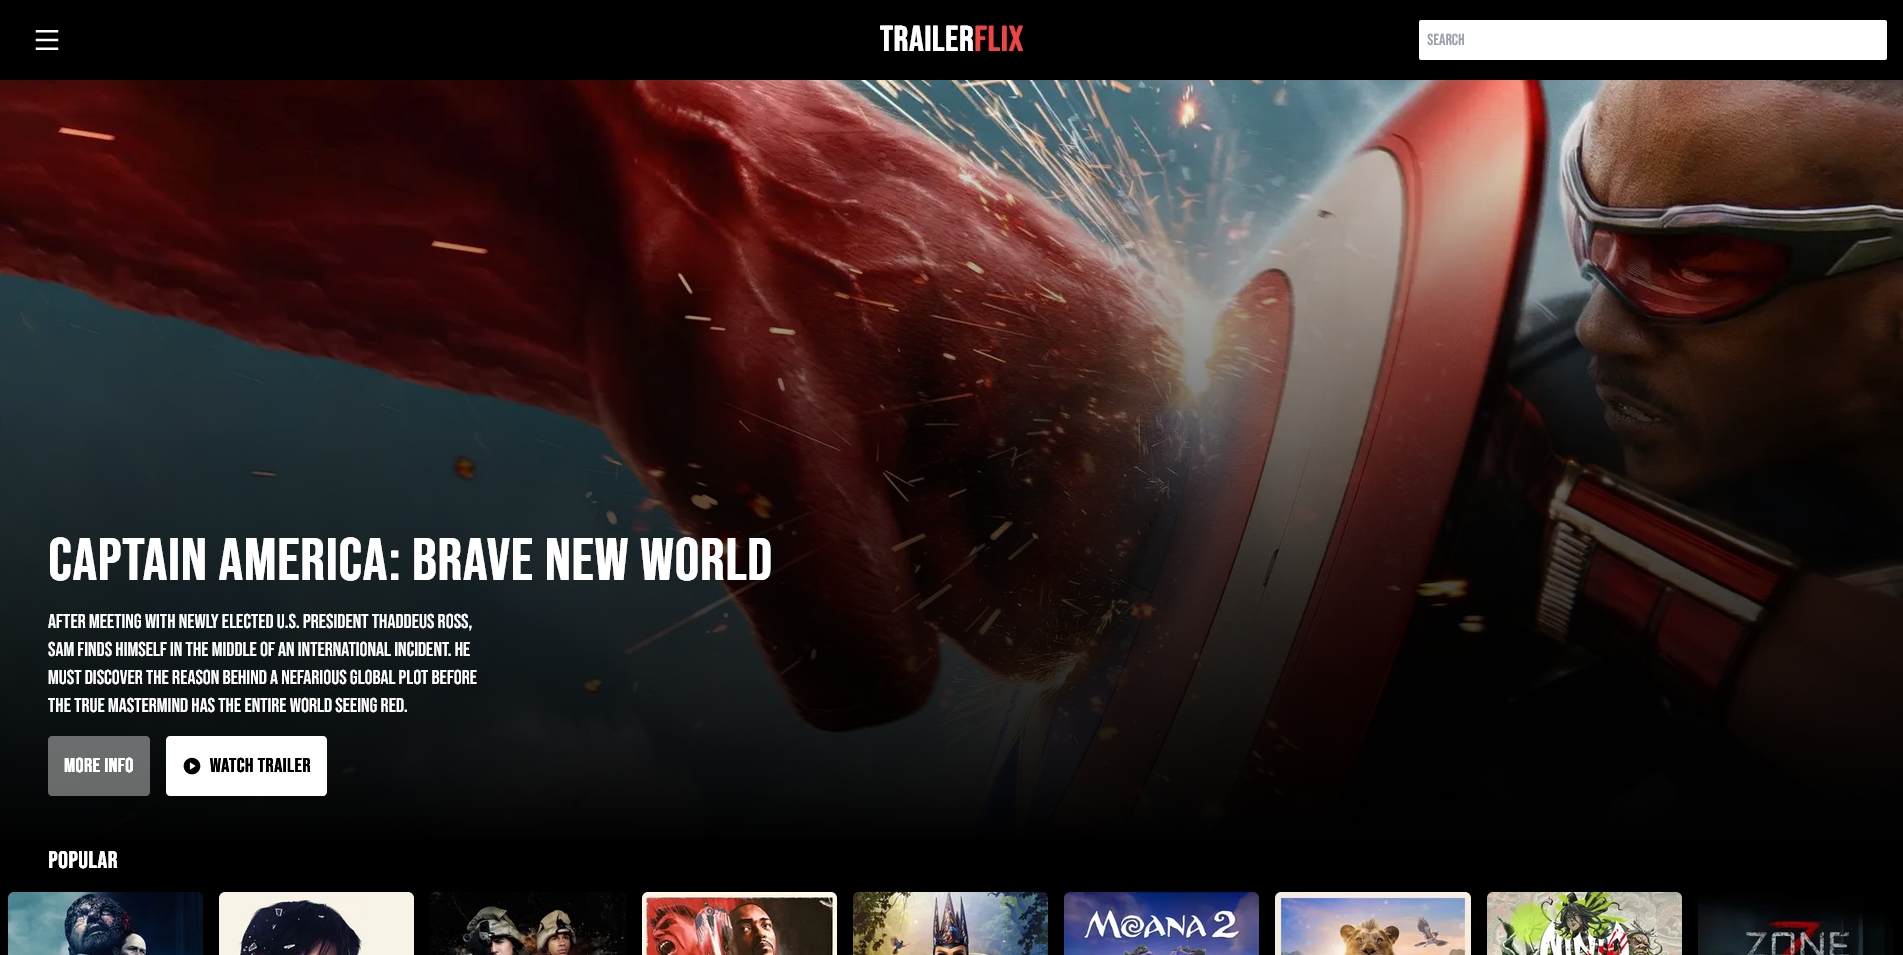 TRAILERFLIX
SEARCH
CAPTAIN AMERICA: BRAVE NEW WORLD
AFTER MEETING WITH NEWLY ELECTED U.S. PRESIDENT THADDEUS ROSS,
SAM FINDS HIMSELF IN THE MIDDLE OF AN INTERNATIONAL INCIDENT. HE
MUST DISCOVER THE REASON BEHIND A NEFARIOUS GLOBAL PLOT BEFORE
THE TRUE MASTERMIND HAS THE ENTIRE WORLD SEEING RED.
MORE INFO
WATCH TRAILER
POPULAR
MOANA 2
ZONE